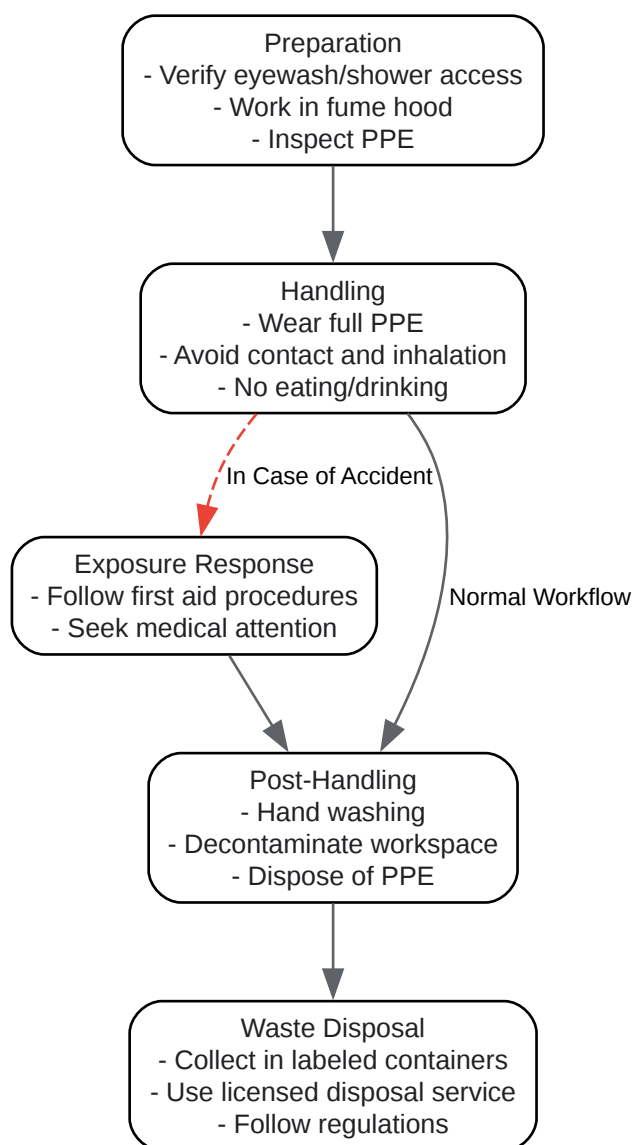 Preparation
- Verify eyewash/shower access
- Work in fume hood
- Inspect PPE
Handling
- Wear full PPE
- Avoid contact and inhalation
- No eating/drinking
In Case of Accident
Exposure Response
- Follow first aid procedures
- Seek medical attention
Normal Workflow
Post-Handling
- Hand washing
- Decontaminate workspace
- Dispose of PPE
Waste Disposal
- Collect in labeled containers
- Use licensed disposal service
- Follow regulations